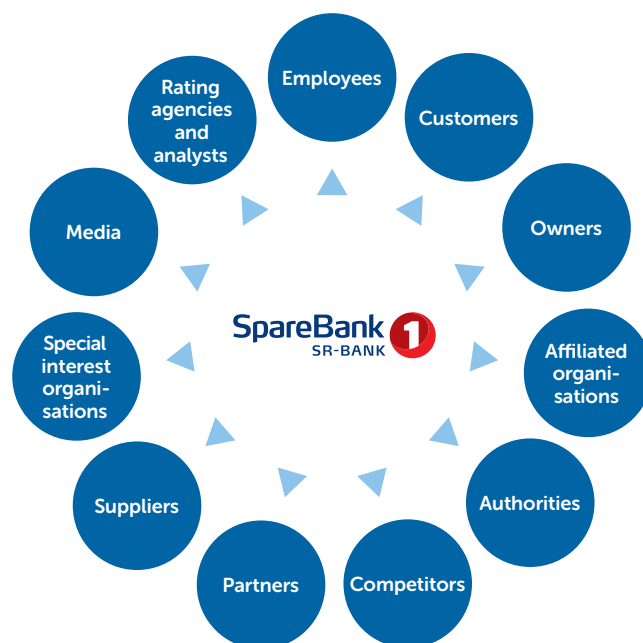 Employees
Customers
Owners
Affiliated
organi-
sations
Authorities
Competitors
Partners
Suppliers
Special
interest
organi-
sations
Media
Rating
agencies
and
analysts
SpareBank 1
SR-BANK